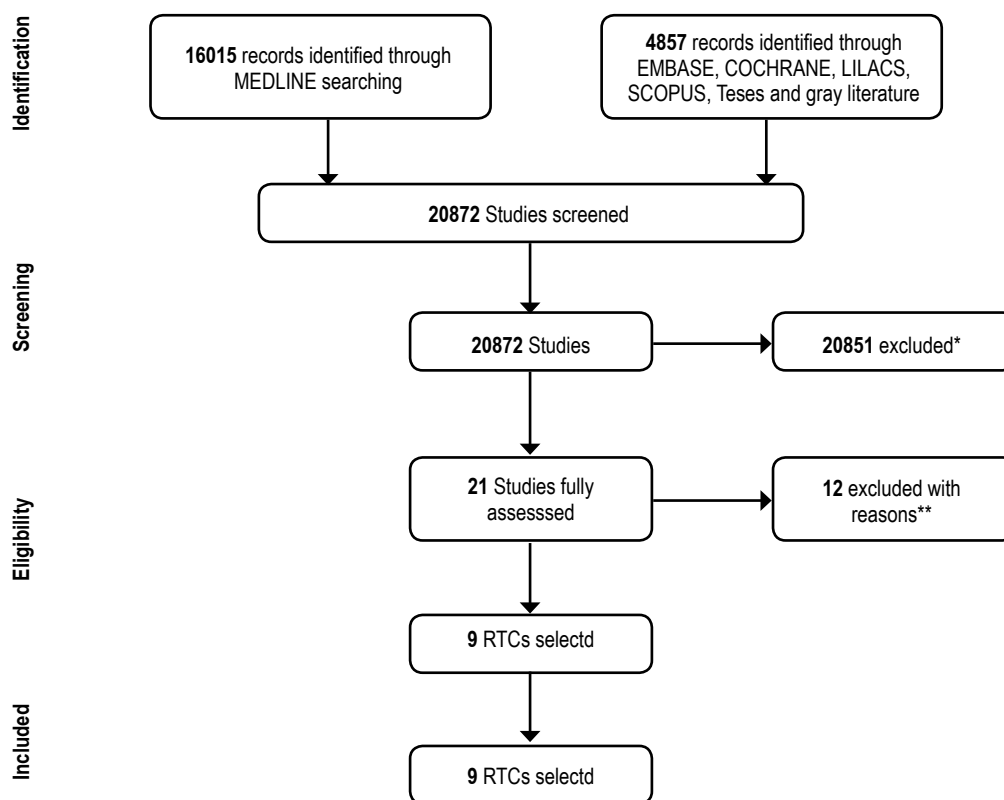 Identification
16015 records identified through
MEDLINE searching
4857 records identified through
EMBASE, COCHRANE, LILACS,
SCOPUS, Teses and gray literature
20872 Studies screened
Screening
20872 Studies
20851 excluded*
Eligibility
21 Studies fully
assesssed
12 excluded with
reasons**
9 RTCs selectd
Included
9 RTCs selectd